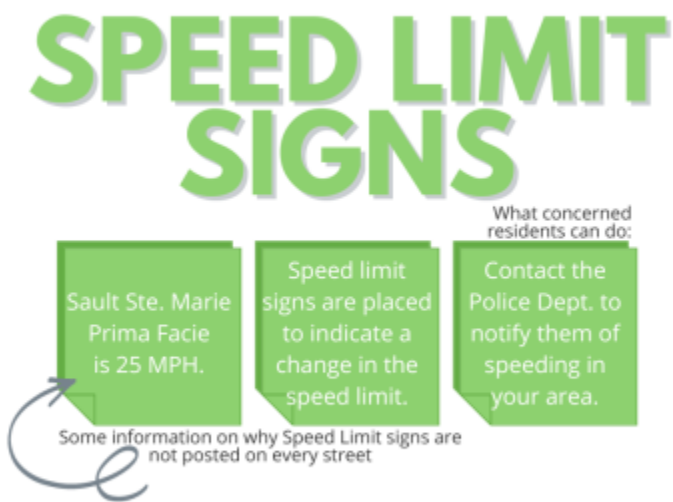 SPEED LIMIT
SIGNS
What concerned
residents can do:
Sault Ste. Marie
Prima Facie
is 25 MPH.
Speed limit
signs are placed
to indicate a
change in the
speed limit.
Contact the
Police Dept. to
notify them of
speeding in
your area.
Some information on why Speed Limit signs are
not posted on every street